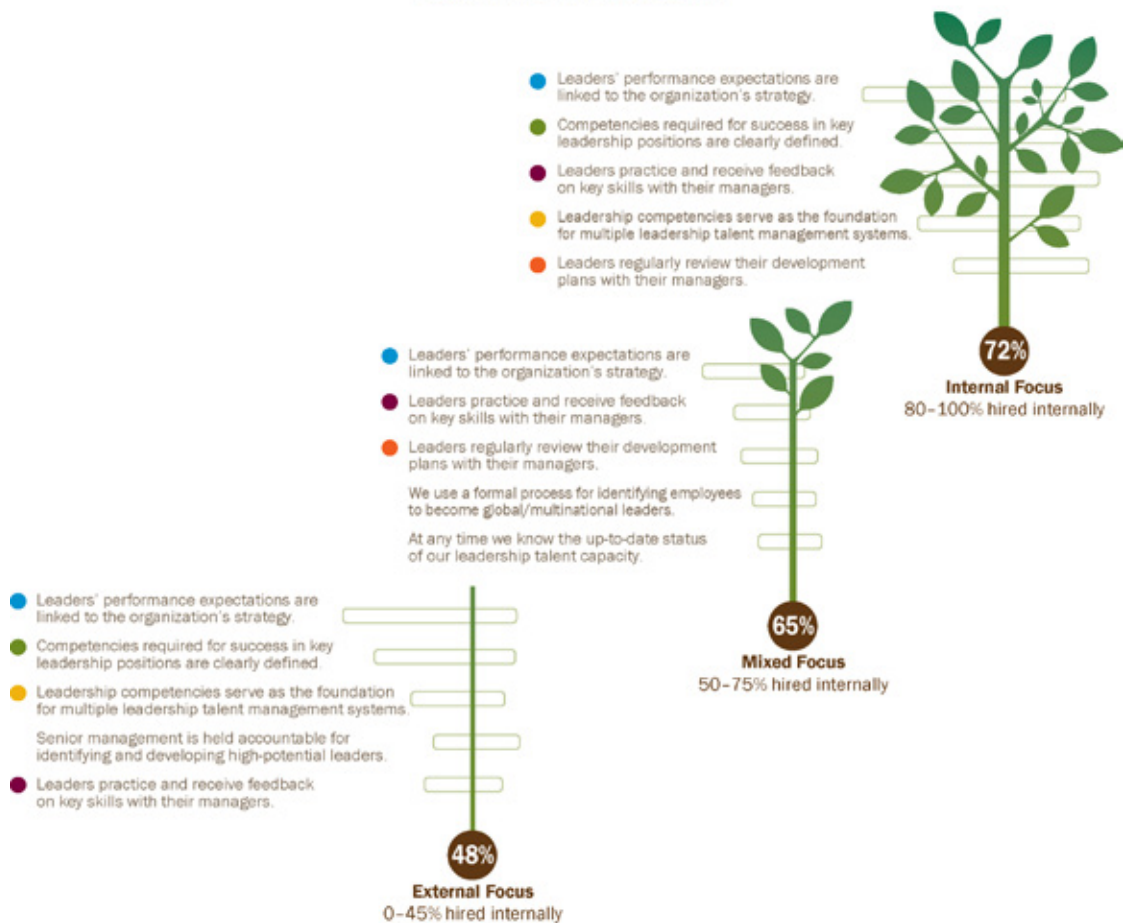 Leaders' performance expectations are
linked to the organization's strategy.
Competencies required for success in key
leadership positions are clearly defined.
Leaders practice and receive feedback
on key skills with their managers.
Leadership competencies serve as the foundation
for multiple leadership talent management systems.
Leaders regularly review their development
plans with their managers.
72%
Internal Focus
80–100% hired internally
Leaders' performance expectations are
linked to the organization's strategy.
Leaders practice and receive feedback
on key skills with their managers.
Leaders regularly review their development
plans with their managers.
We use a formal process for identifying employees
to become global/multinational leaders.
At any time we know the up-to-date status
of our leadership talent capacity.
65%
Mixed Focus
50–75% hired internally
Leaders' performance expectations are
linked to the organization's strategy.
Competencies required for success in key
leadership positions are clearly defined.
Leadership competencies serve as the foundation
for multiple leadership talent management systems.
Senior management is held accountable for
identifying and developing high-potential leaders.
Leaders practice and receive feedback
on key skills with their managers.
48%
External Focus
0–45% hired internally